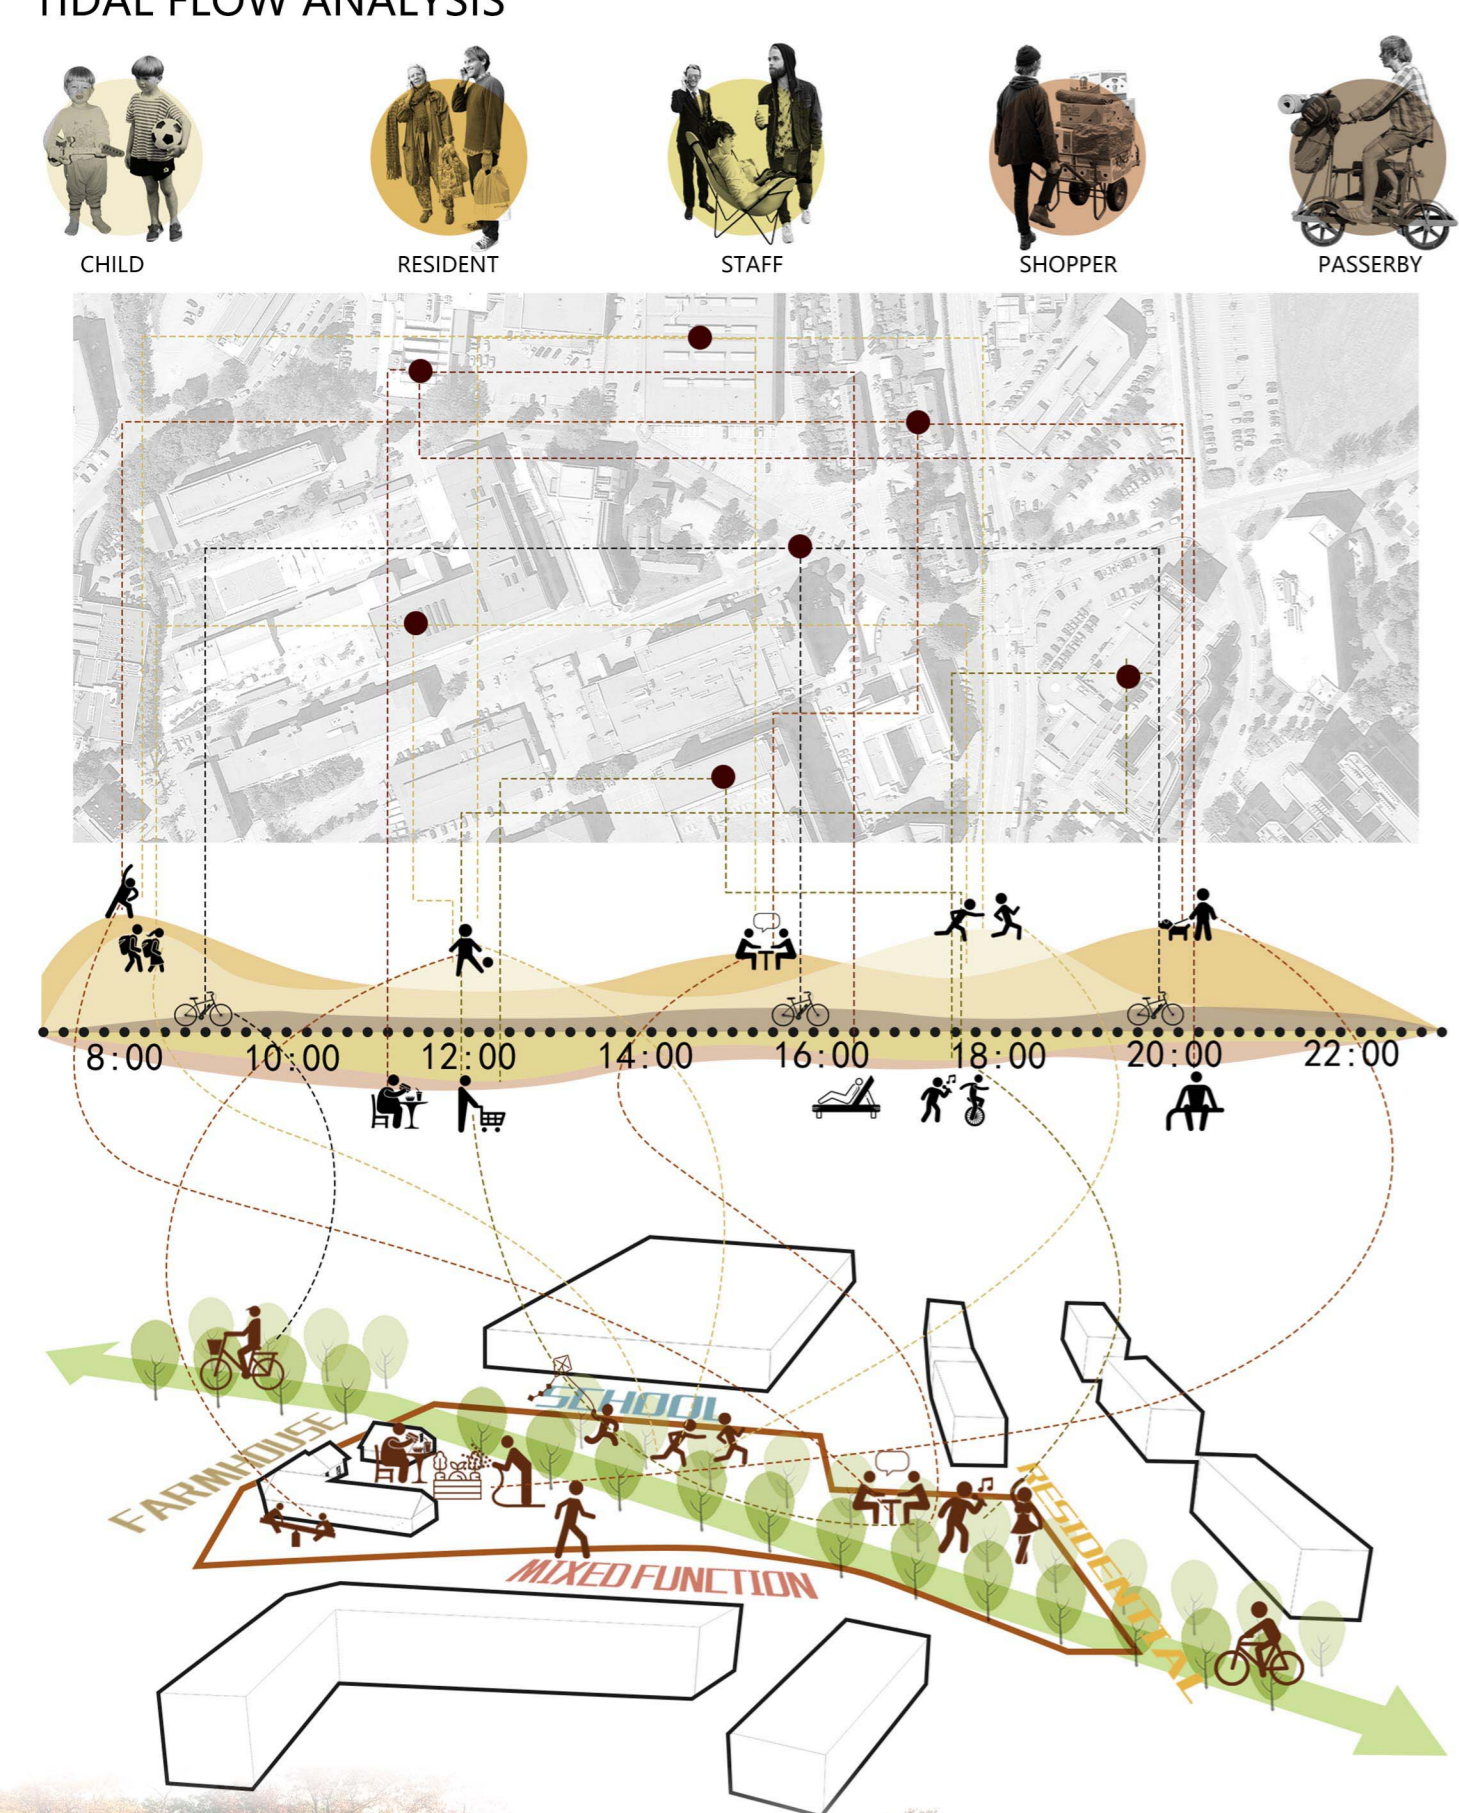 TIDAL FLOW ANALYSIS
CHILD
RESIDENT
STAFF
SHOPPER
PASSERBY
8:00 10:00 12:00 14:00 16:00 18:00 20:00 22:00
SCHOOL
FARMHOUSE
RESIDENTIAL
MIXED FUNCTION